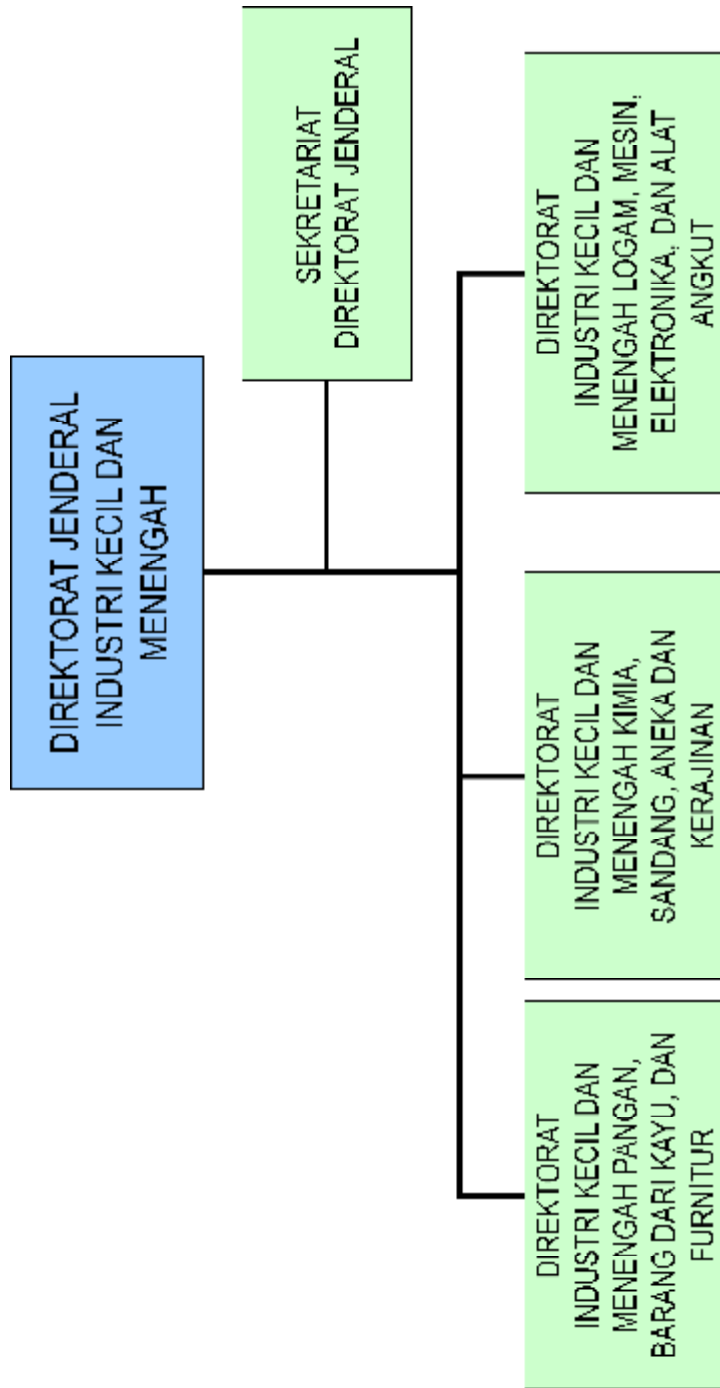 DIREKTORAT JENDERAL
INDUSTRI KECIL DAN
MENENGAH
SEKRETARIAT
DIREKTORAT JENDERAL
DIREKTORAT
INDUSTRI KECIL DAN
MENENGAH PANGAN,
BARANG DARI KAYU, DAN
FURNITUR
DIREKTORAT
INDUSTRI KECIL DAN
MENENGAH KIMIA,
SANDANG, ANEKA DAN
KERAJINAN
DIREKTORAT
INDUSTRI KECIL DAN
MENENGAH LOGAM, MESIN,
ELEKTRONIKA, DAN ALAT
ANGKUT